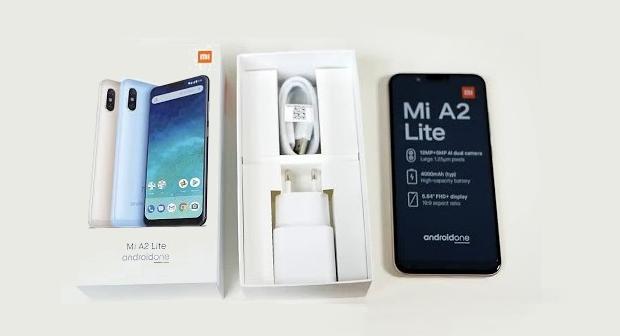 mi
Mi A2 Lite
androidone
mi
Mi A2
Lite
12MP+5MP AI dual camera
Large 1.25μm pixels
4000mAh (typ)
High-capacity battery
5.84" FHD+ display
19:9 aspect ratio
androidone